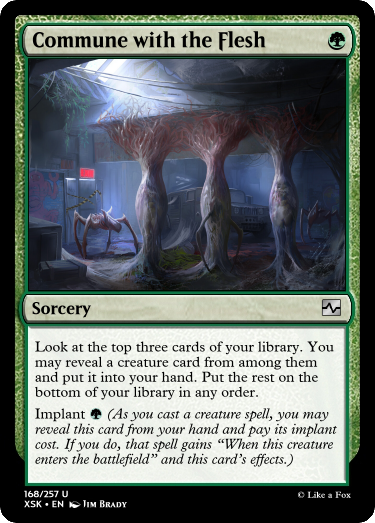 Commune with the Flesh
Sorcery
Look at the top three cards of your library. You
may reveal a creature card from among them
and put it into your hand. Put the rest on the
bottom of your library in any order.
Implant (As you cast a creature spell, you may
reveal this card from your hand and pay its implant
cost. If you do, that spell gains “When this creature
enters the battlefield” and this card’s effects.)
168/257 U
XSK • EN Jim Brady
© Like a Fox